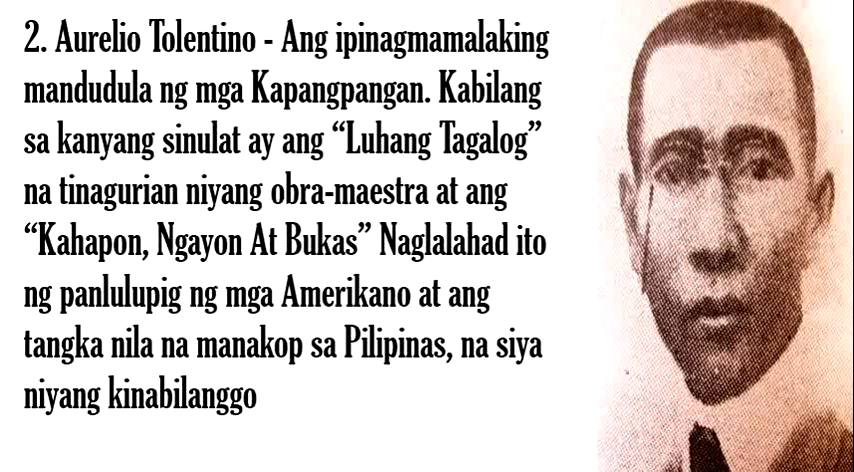 2. Aurelio Tolentino - Ang ipinagmamalaking
mandudula ng mga Kapangpangan. Kabilang
sa kanyang sinulat ay ang “Luhang Tagalog”
na tinagurian niyang obra-maestra at ang
“Kahapon, Ngayon At Bukas” Naglalahad ito
ng panlulupig ng mga Amerikano at ang
tangka nila na manakop sa Pilipinas, na siya
niyang kinabilanggo